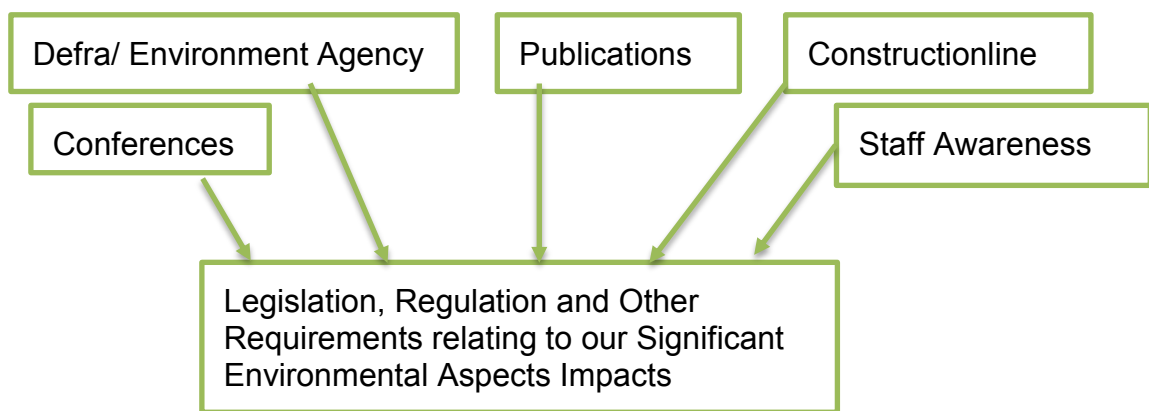 Defra/ Environment Agency
Publications
Constructionline
Conferences
Staff Awareness
Legislation, Regulation and Other
Requirements relating to our Significant
Environmental Aspects Impacts